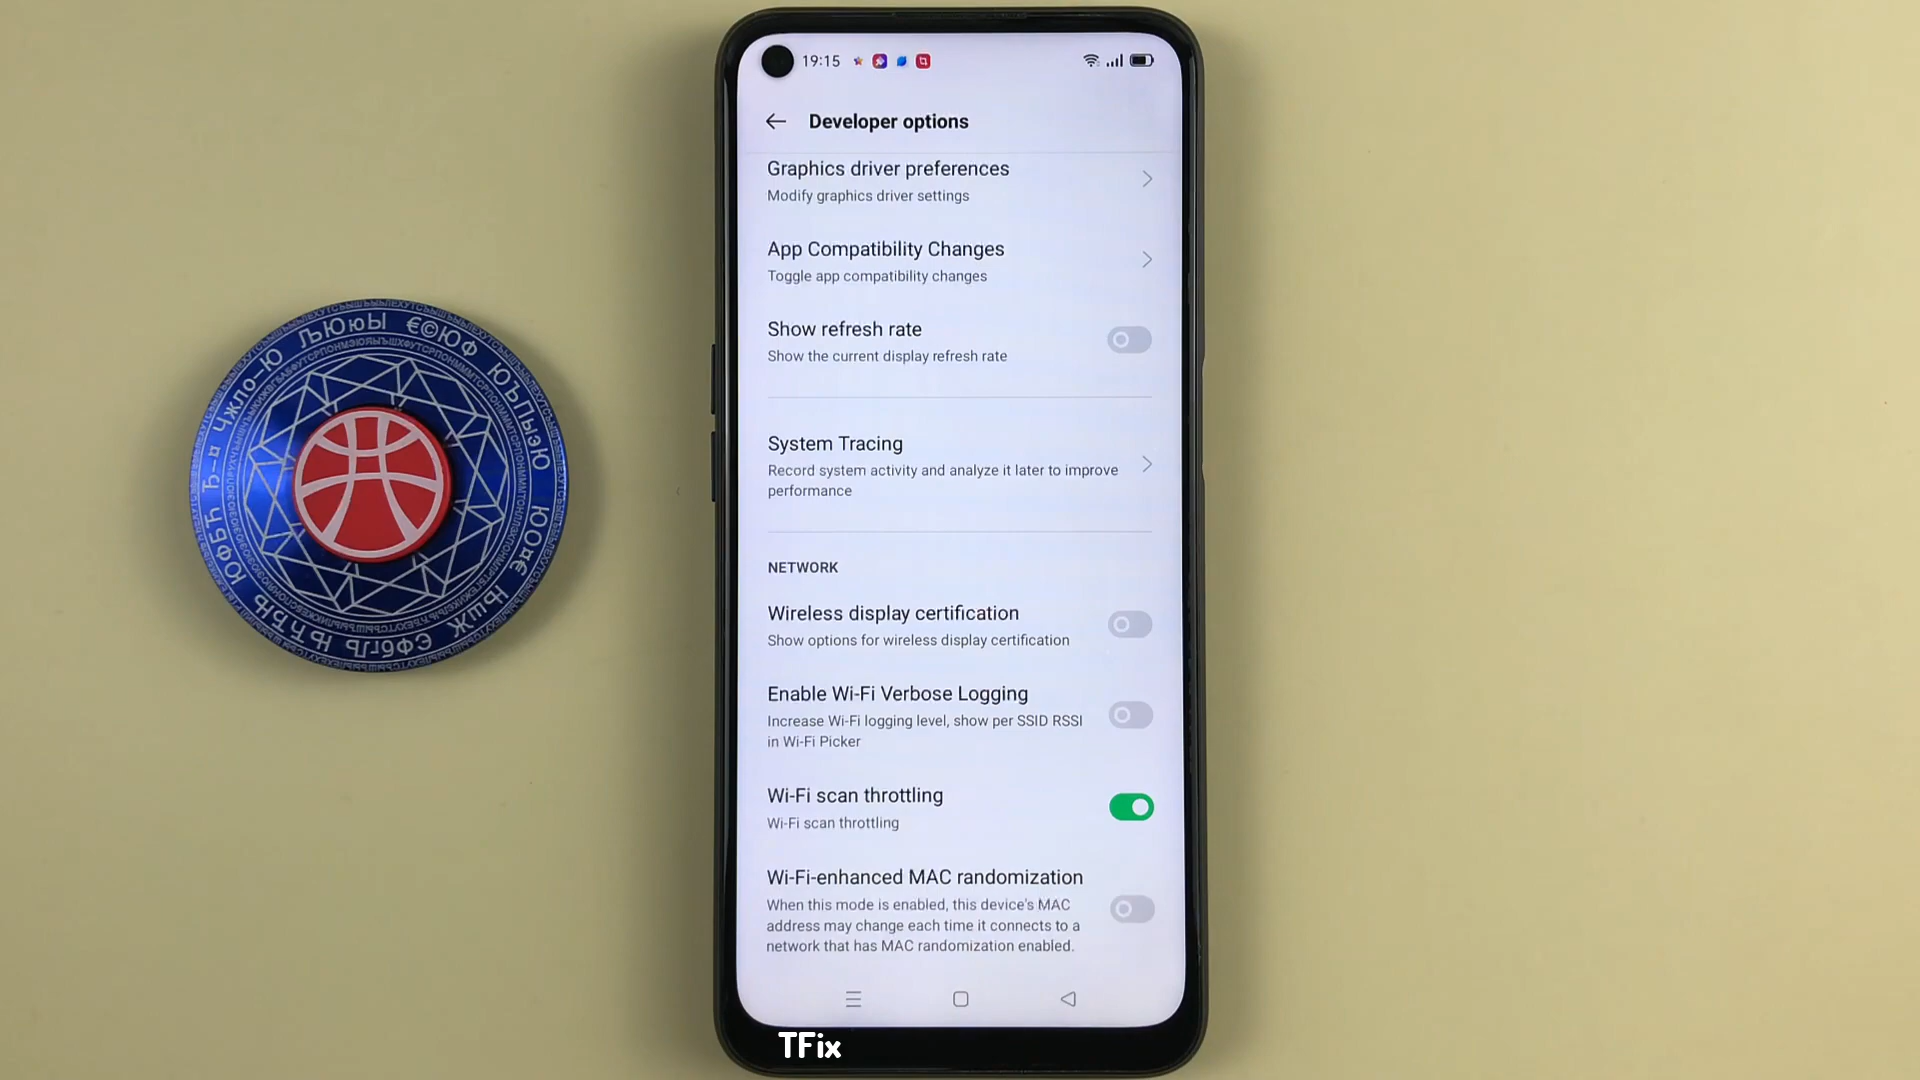 19:15
Developer options
Graphics driver preferences
Modify graphics driver settings
App Compatibility Changes
Toggle app compatibility changes
Show refresh rate
Show the current display refresh rate
System Tracing
Record system activity and analyze it later to improve
performance
NETWORK
Wireless display certification
Show options for wireless display certification
Enable Wi-Fi Verbose Logging
Increase Wi-Fi logging level, show per SSID RSSI
in Wi-Fi Picker
Wi-Fi scan throttling
Wi-Fi scan throttling
Wi-Fi-enhanced MAC randomization
When this mode is enabled, this device's MAC
address may change each time it connects to a
network that has MAC randomization enabled.
TFix